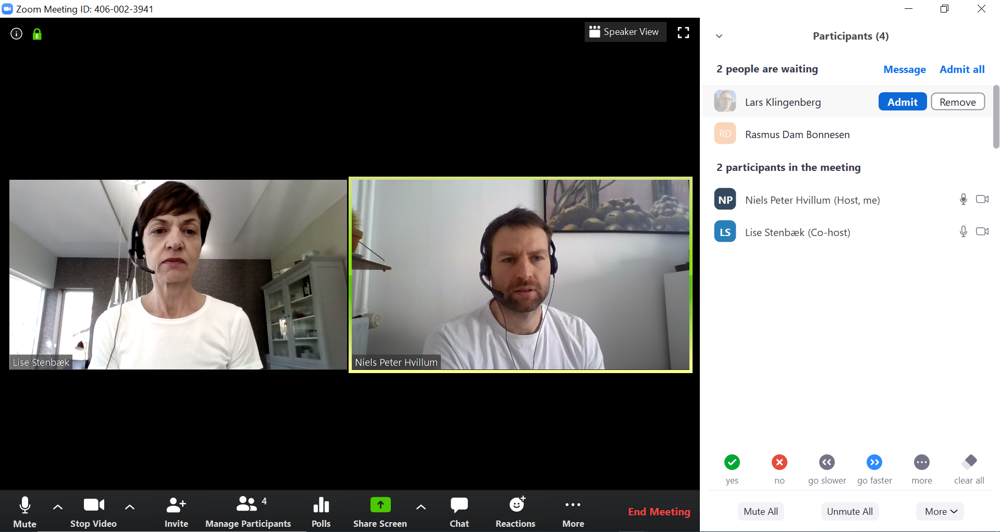 Zoom Meeting ID: 406-002-3941
Speaker View
Lise Stenbæk
Niels Peter Hvillum
Participants (4)
2 people are waiting Message Admit all
Lars Klingenberg Admit Remove
RD Rasmus Dam Bonnesen
2 participants in the meeting
NP Niels Peter Hvillum (Host, me)
LS Lise Stenbæk (Co-host)
yes no go slower go faster more clear all
Mute All Unmute All More
4
Mute Stop Video Invite Manage Participants Polls Share Screen Chat Reactions More End Meeting